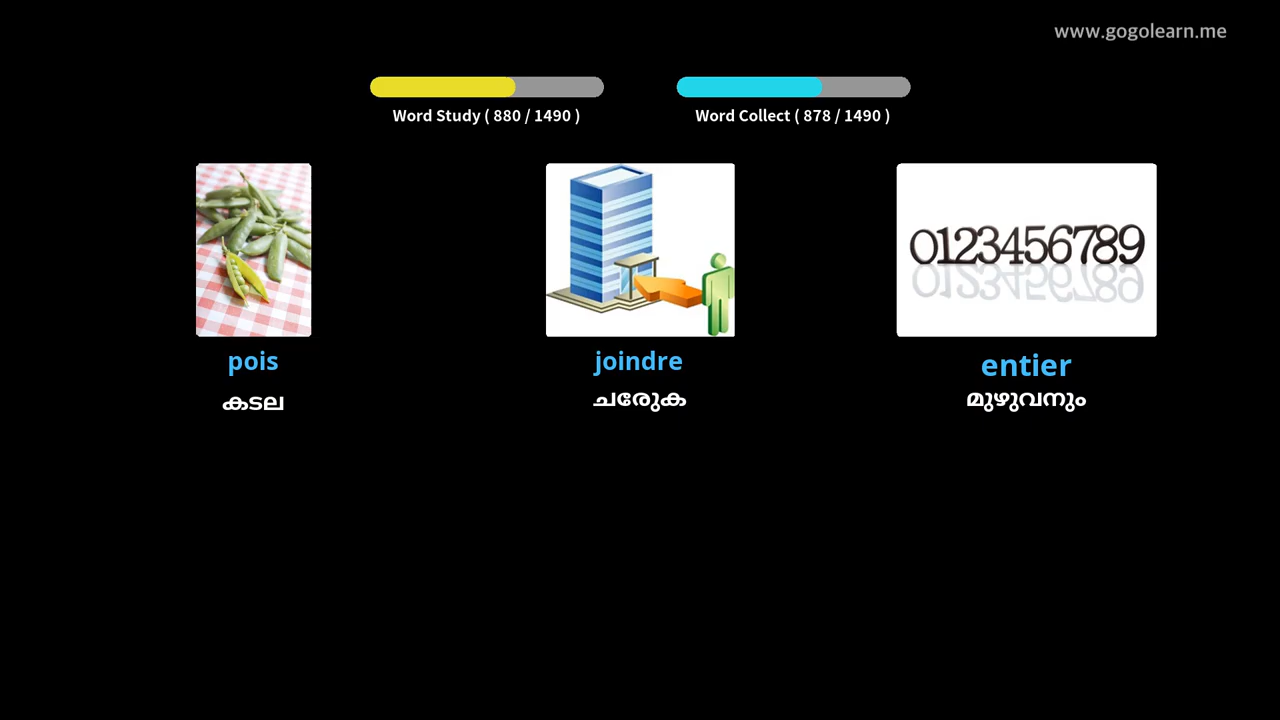 www.gogolearn.me
Word Study ( 880 / 1490 )
Word Collect ( 878 / 1490 )
0123456789
pois
joindre
entier
കടല
ചേരുക
മുഴുവനും